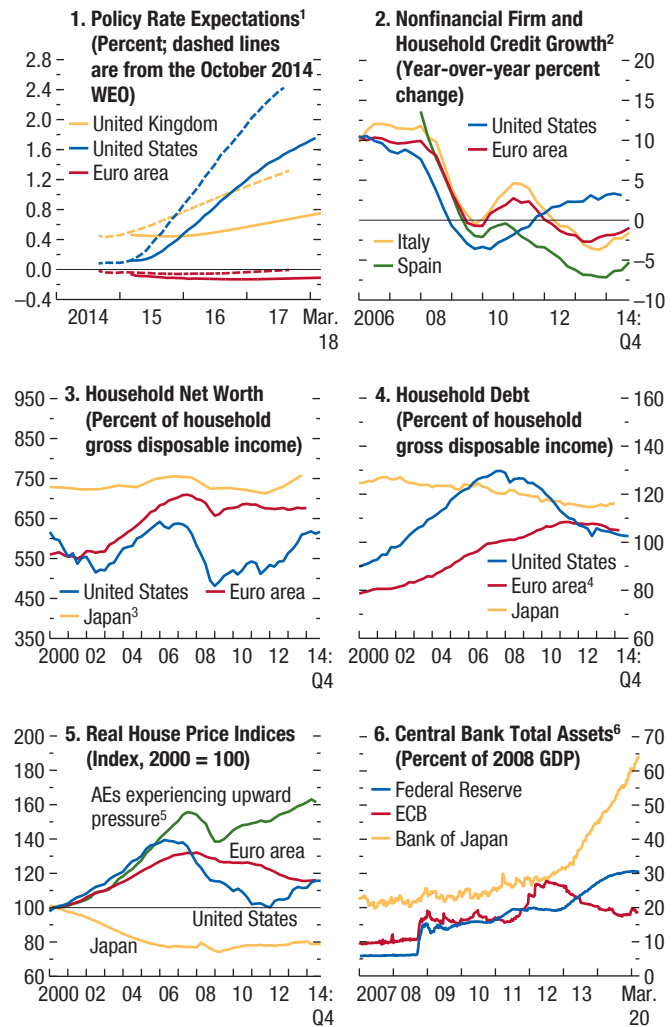 1. Policy Rate Expectations¹
(Percent; dashed lines
are from the October 2014
WEO)
2.8
2.4
2.0
1.6
1.2
0.8
0.4
0.0
–0.4
United Kingdom
United States
Euro area
2014 15 16 17 Mar.
18
2. Nonfinancial Firm and
Household Credit Growth²
(Year-over-year percent
change)
20
15
10
5
0
–5
–10
United States
Euro area
Italy
Spain
2006 08 10 12 14:
Q4
3. Household Net Worth
(Percent of household
gross disposable income)
950
850
750
650
550
450
350
United States Euro area
Japan³
2000 02 04 06 08 10 12 14:
Q4
4. Household Debt
(Percent of household
gross disposable income)
160
140
120
100
80
60
United States
Euro area⁴
Japan
2000 02 04 06 08 10 12 14:
Q4
5. Real House Price Indices
(Index, 2000 = 100)
200
180
160
140
120
100
80
60
AEs experiencing upward
pressure⁵
Euro area
United States
Japan
2000 02 04 06 08 10 12 14:
Q4
6. Central Bank Total Assets⁶
(Percent of 2008 GDP)
70
60
50
40
30
20
10
0
Federal Reserve
ECB
Bank of Japan
2007 08 09 10 11 12 13 Mar.
20